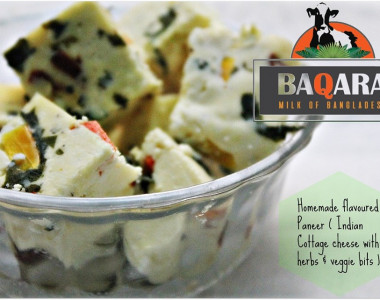 BAQARA
MILK OF BANGLADES
Homemade flavoured
Paneer ( Indian
Cottage cheese with
herbs & veggie bits )